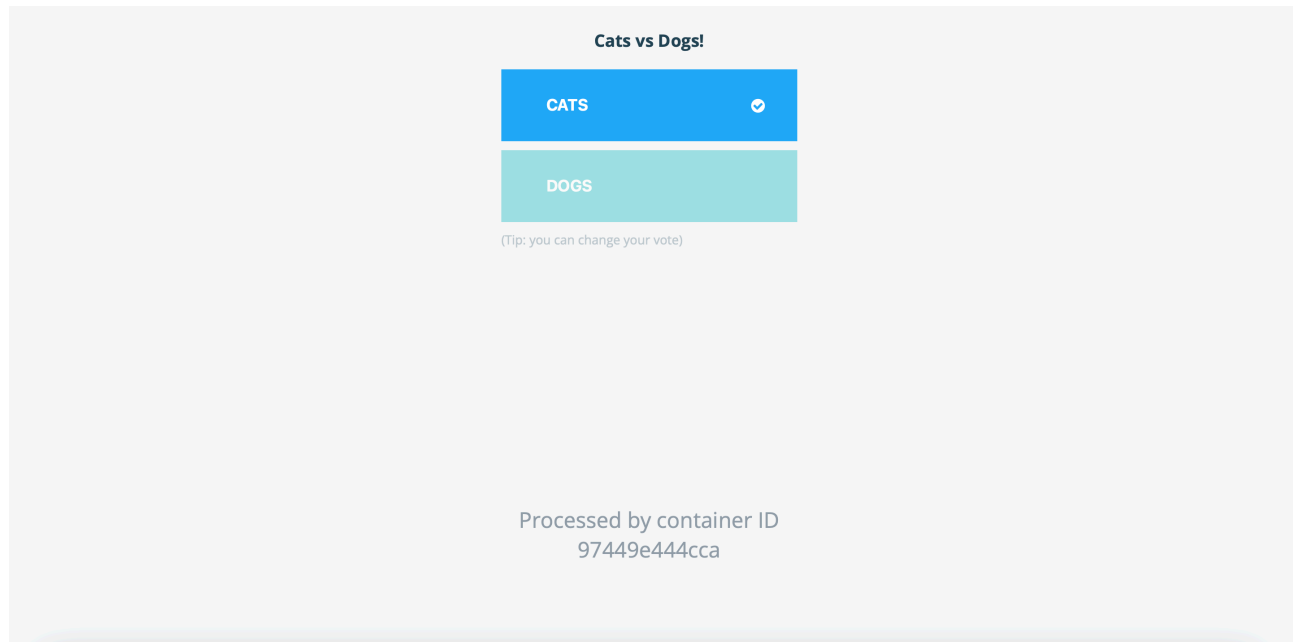 Cats vs Dogs!
CATS
DOGS
(Tip: you can change your vote)
Processed by container ID
97449e444cca